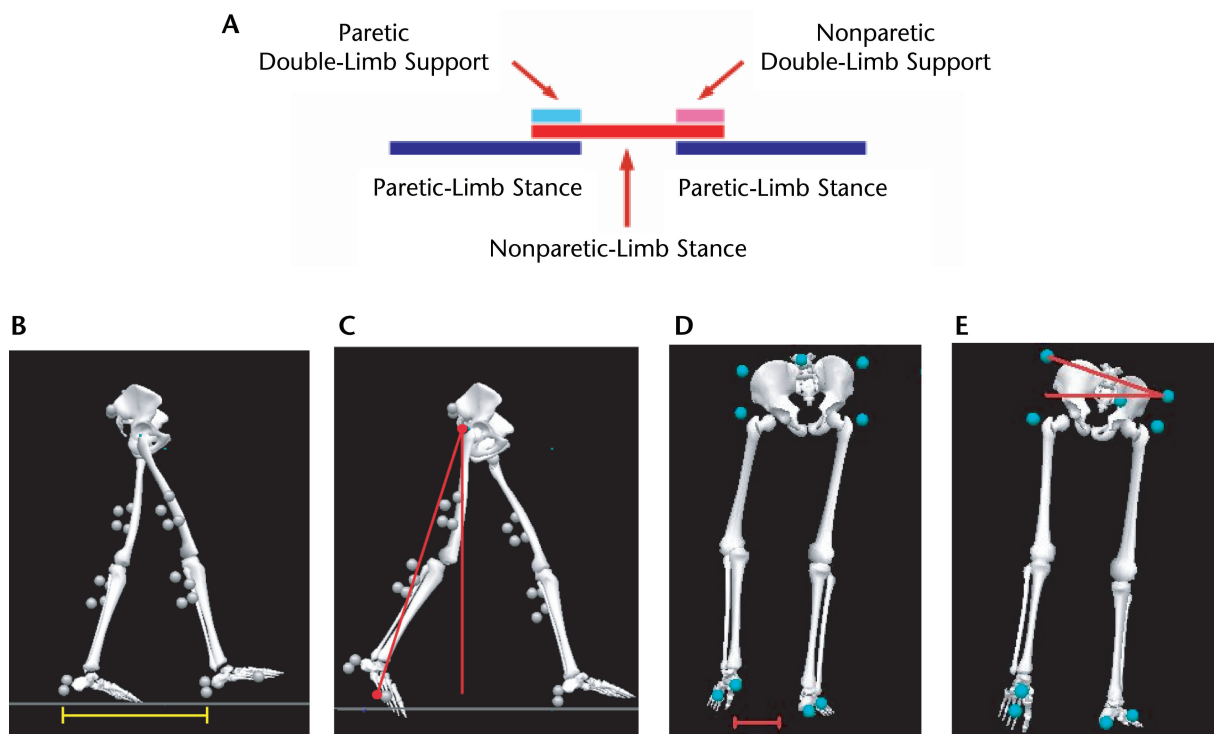 A
Paretic
Double-Limb Support
Nonparetic
Double-Limb Support
Paretic-Limb Stance
Paretic-Limb Stance
Nonparetic-Limb Stance
B
C
D
E